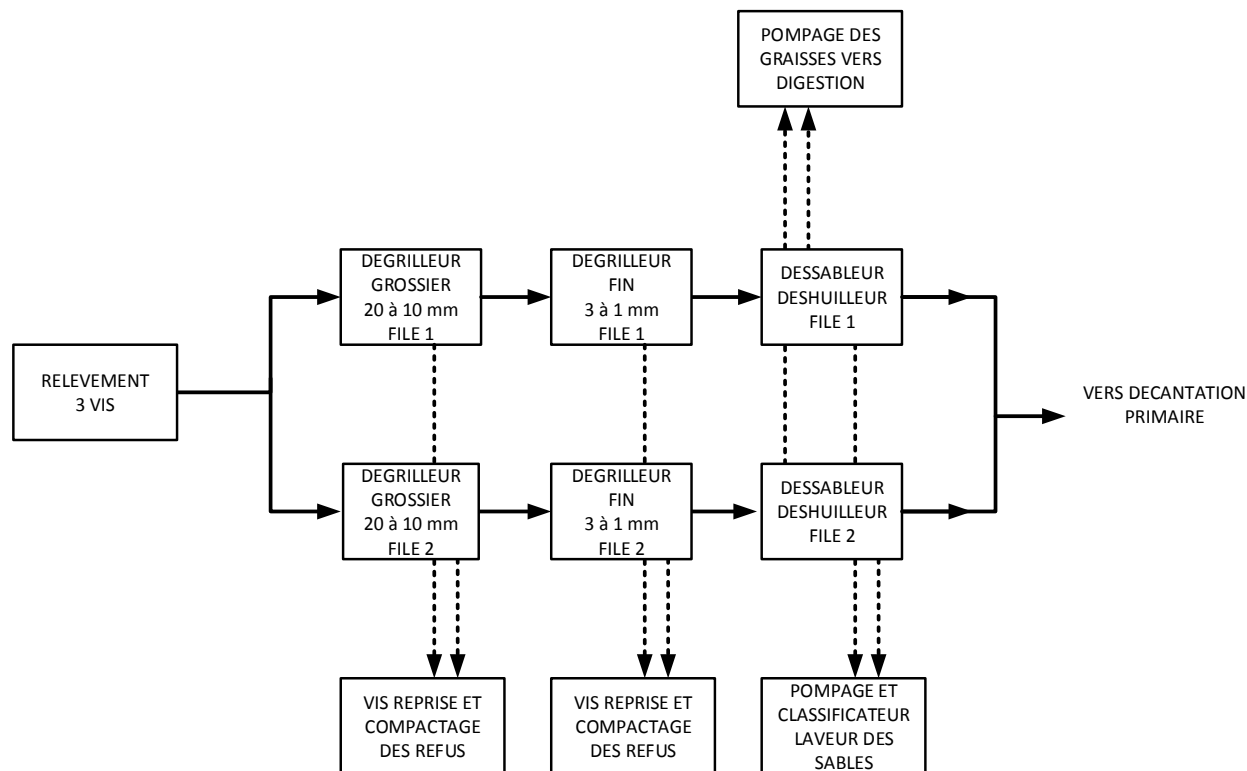 POMPAGE DES
GRAISSES VERS
DIGESTION
DEGRILLEUR
GROSSIER
20 à 10 mm
FILE 1
DEGRILLEUR
FIN
3 à 1 mm
FILE 1
DESSABLEUR
DESHUILLEUR
FILE 1
RELEVEMENT
3 VIS
VERS DECANTATION
PRIMAIRE
DEGRILLEUR
GROSSIER
20 à 10 mm
FILE 2
DEGRILLEUR
FIN
3 à 1 mm
FILE 2
DESSABLEUR
DESHUILLEUR
FILE 2
VIS REPRISE ET
COMPACTAGE
DES REFUS
VIS REPRISE ET
COMPACTAGE
DES REFUS
POMPAGE ET
CLASSIFICATEUR
LAVEUR DES
SABLES